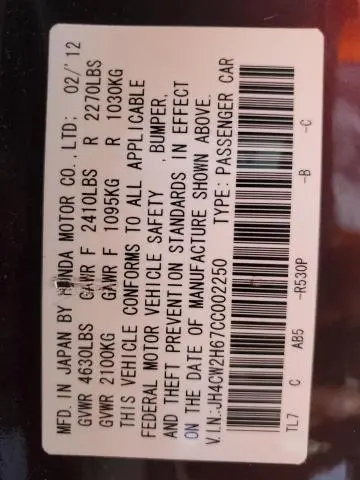 MFD. IN JAPAN BY HONDA MOTOR CO., LTD; 02/'12
GVWR 4630LBS GAWR F 2410LBS R 2270LBS
GVWR 2100KG GAWR F 1095KG R 1030KG
THIS VEHICLE CONFORMS TO ALL APPLICABLE
FEDERAL MOTOR VEHICLE SAFETY , BUMPER,
AND THEFT PREVENTION STANDARDS IN EFFECT
ON THE DATE OF MANUFACTURE SHOWN ABOVE.
V.I.N.:JH4CW2H67CC002250 TYPE: PASSENGER CAR
TL7 C AB5 -R530P -B -C